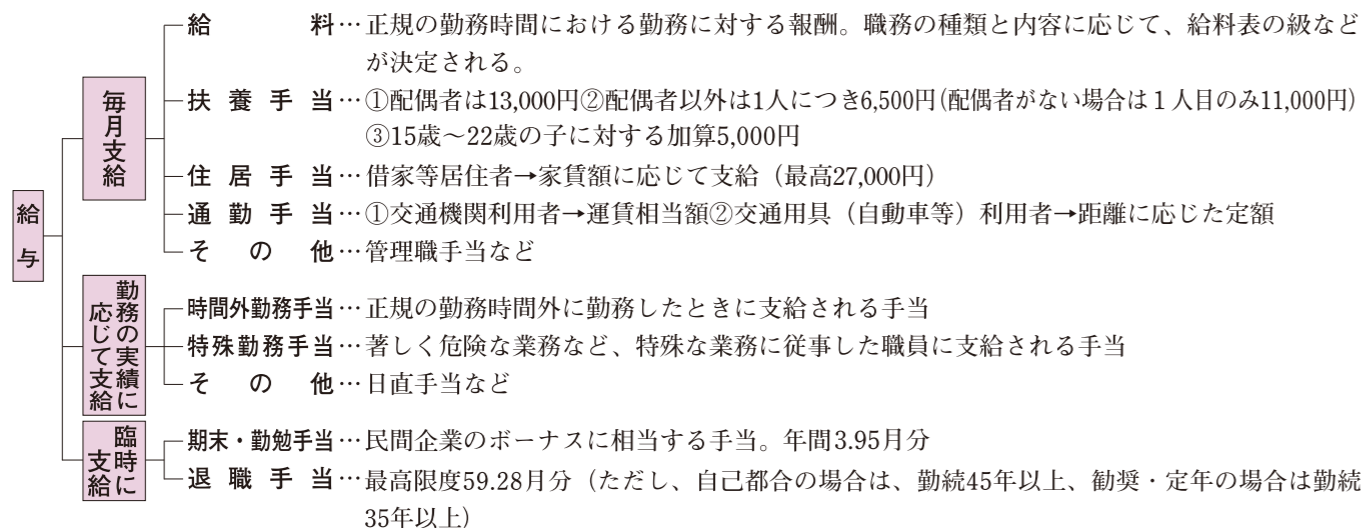 給与
毎月支給
給料…正規の勤務時間における勤務に対する報酬。職務の種類と内容に応じて、給料表の級など
が決定される。
扶養手当…①配偶者は13,000円②配偶者以外は1人につき6,500円(配偶者がない場合は1人目のみ11,000円)
③15歳～22歳の子に対する加算5,000円
住居手当…借家等居住者→家賃額に応じて支給（最高27,000円）
通勤手当…①交通機関利用者→運賃相当額②交通用具（自動車等）利用者→距離に応じた定額
その他…管理職手当など
勤務の実績に
応じて支給
時間外勤務手当…正規の勤務時間外に勤務したときに支給される手当
特殊勤務手当…著しく危険な業務など、特殊な業務に従事した職員に支給される手当
その他…日直手当など
臨時に
支給
期末・勤勉手当…民間企業のボーナスに相当する手当。年間3.95月分
退職手当…最高限度59.28月分（ただし、自己都合の場合は、勤続45年以上、勧奨・定年の場合は勤続
35年以上）